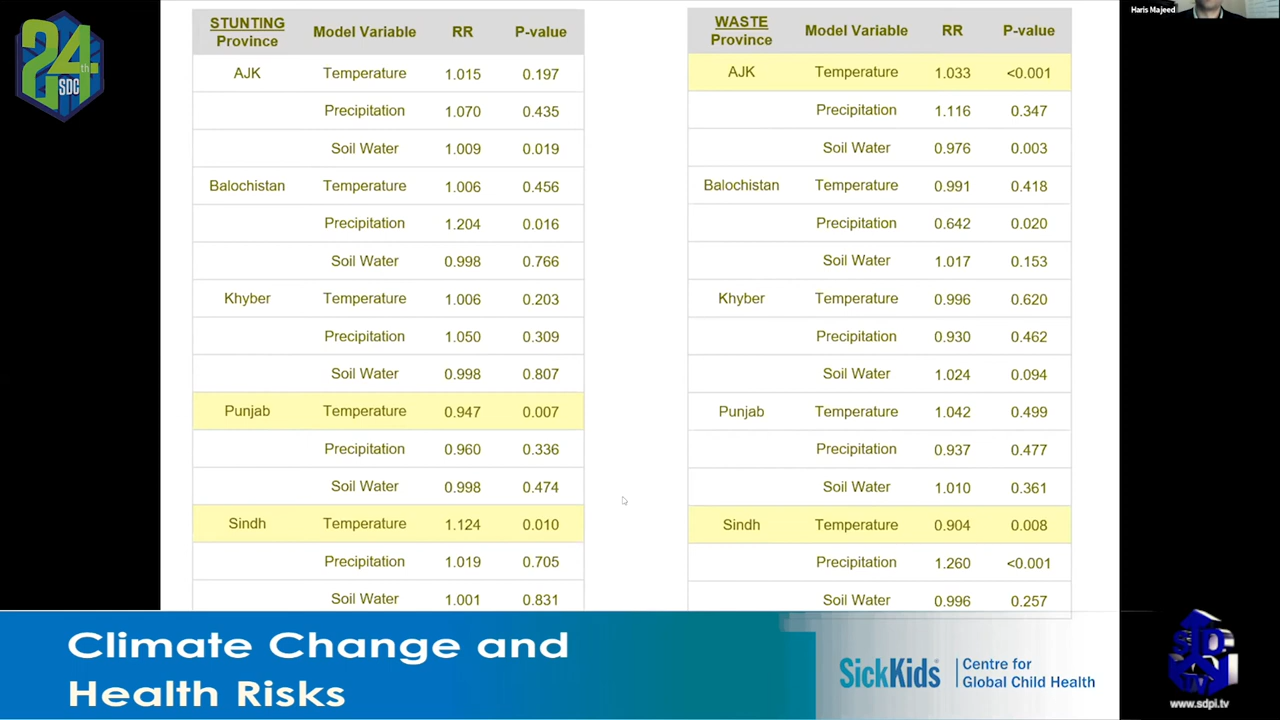 Haris Majeed
24th
SDC
STUNTING
Province Model Variable RR P-value
AJK Temperature 1.015 0.197
Precipitation 1.070 0.435
Soil Water 1.009 0.019
Balochistan Temperature 1.006 0.456
Precipitation 1.204 0.016
Soil Water 0.998 0.766
Khyber Temperature 1.006 0.203
Precipitation 1.050 0.309
Soil Water 0.998 0.807
Punjab Temperature 0.947 0.007
Precipitation 0.960 0.336
Soil Water 0.998 0.474
Sindh Temperature 1.124 0.010
Precipitation 1.019 0.705
Soil Water 1.001 0.831
WASTE
Province Model Variable RR P-value
AJK Temperature 1.033 <0.001
Precipitation 1.116 0.347
Soil Water 0.976 0.003
Balochistan Temperature 0.991 0.418
Precipitation 0.642 0.020
Soil Water 1.017 0.153
Khyber Temperature 0.996 0.620
Precipitation 0.930 0.462
Soil Water 1.024 0.094
Punjab Temperature 1.042 0.499
Precipitation 0.937 0.477
Soil Water 1.010 0.361
Sindh Temperature 0.904 0.008
Precipitation 1.260 <0.001
Soil Water 0.996 0.257
Climate Change and
Health Risks
SickKids
Centre for
Global Child Health
www.sdpi.tv